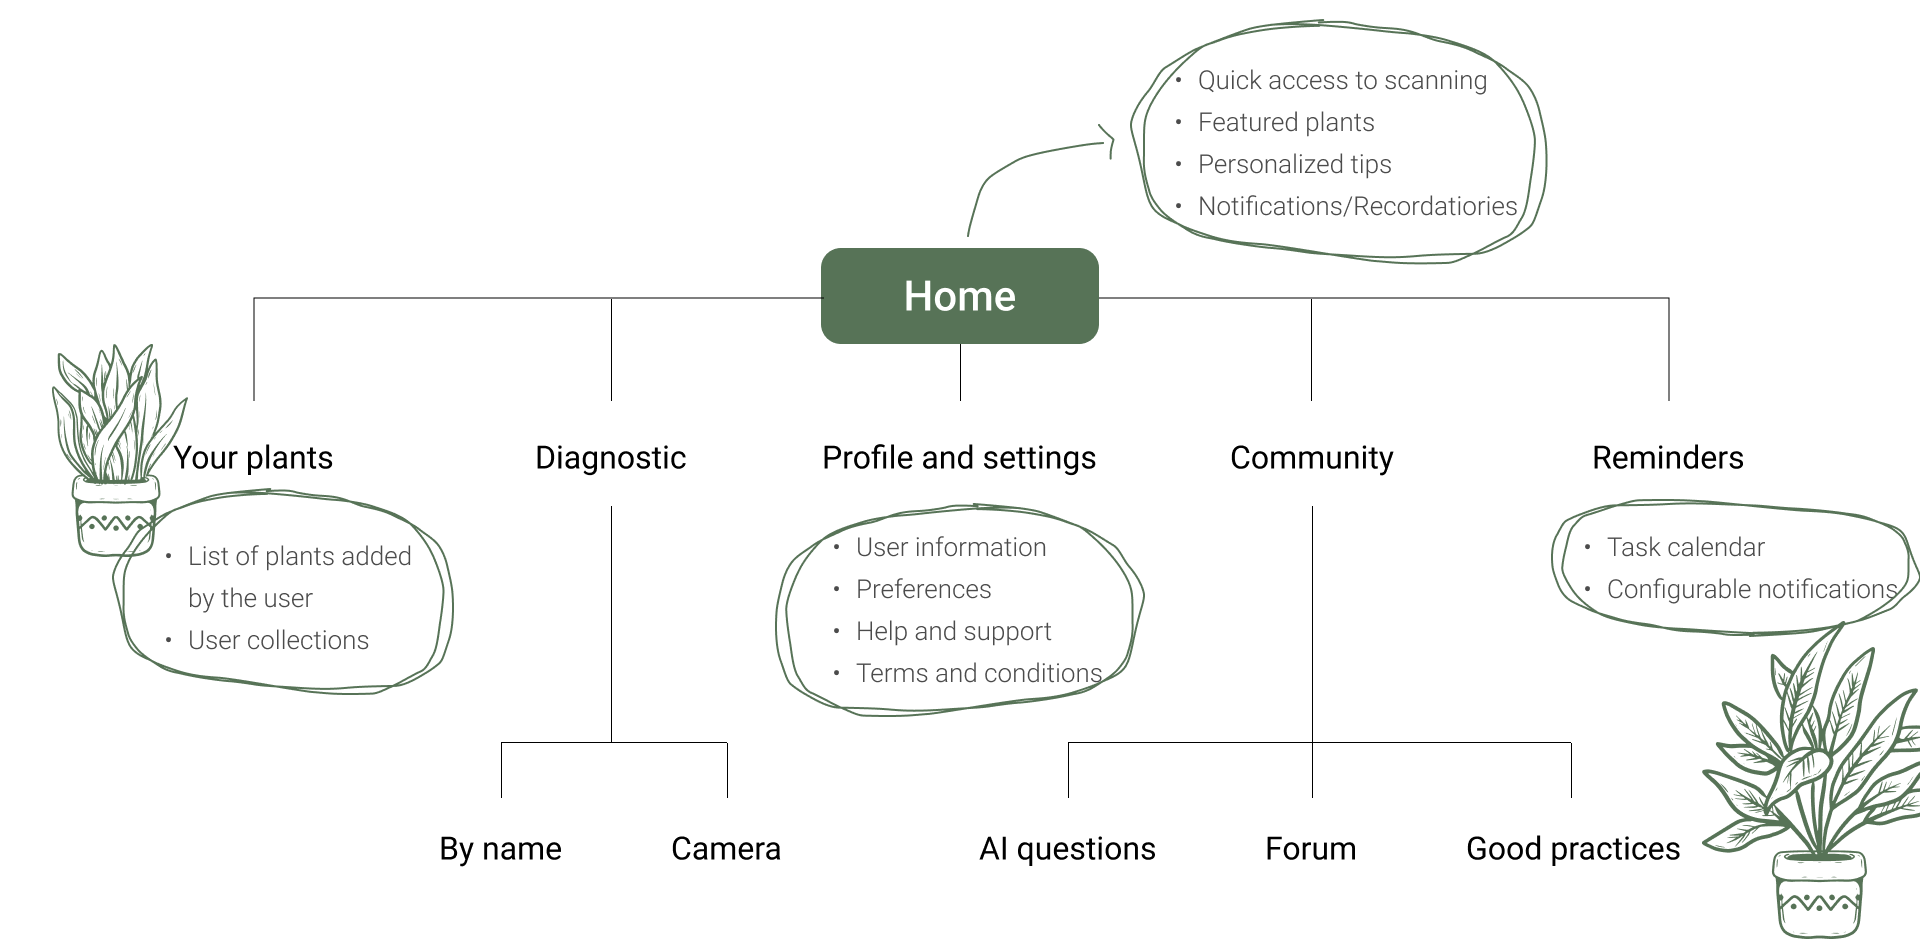 • Quick access to scanning
• Featured plants
• Personalized tips
• Notifications/Recordatiories
Home
Your plants
Diagnostic
Profile and settings
Community
Reminders
• List of plants added
by the user
• User collections
• User information
• Preferences
• Help and support
• Terms and conditions
• Task calendar
• Configurable notifications
By name
Camera
AI questions
Forum
Good practices